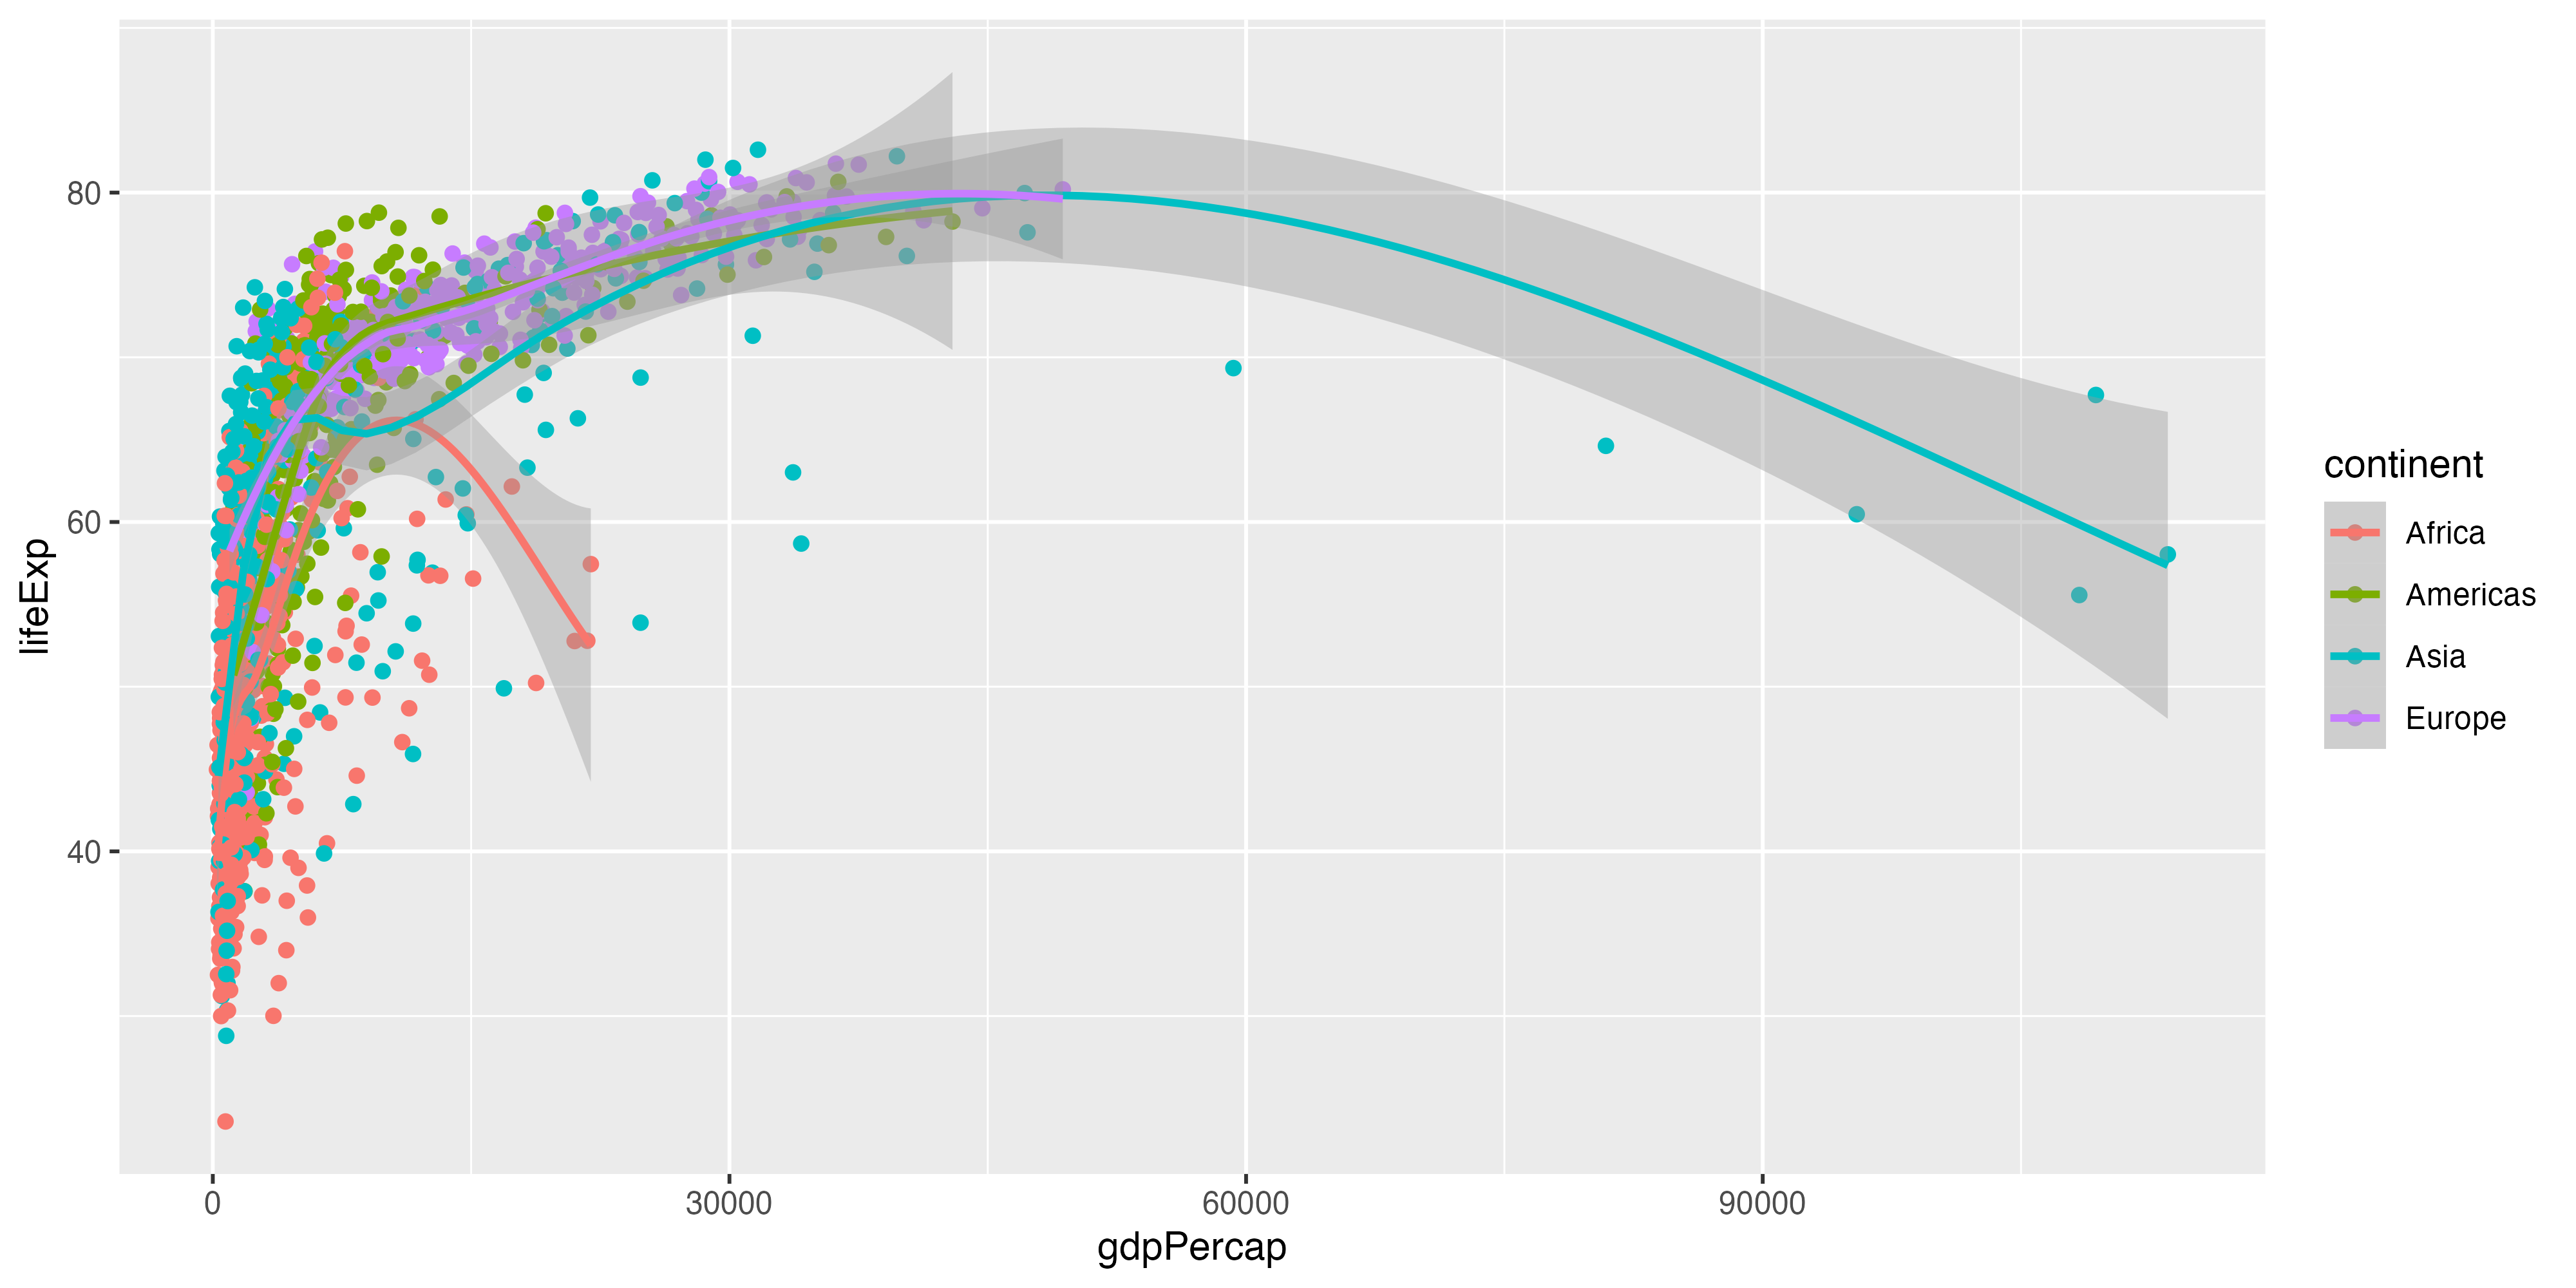 80
60
40
lifeExp
0 30000 60000 90000
gdpPercap
continent
Africa
Americas
Asia
Europe